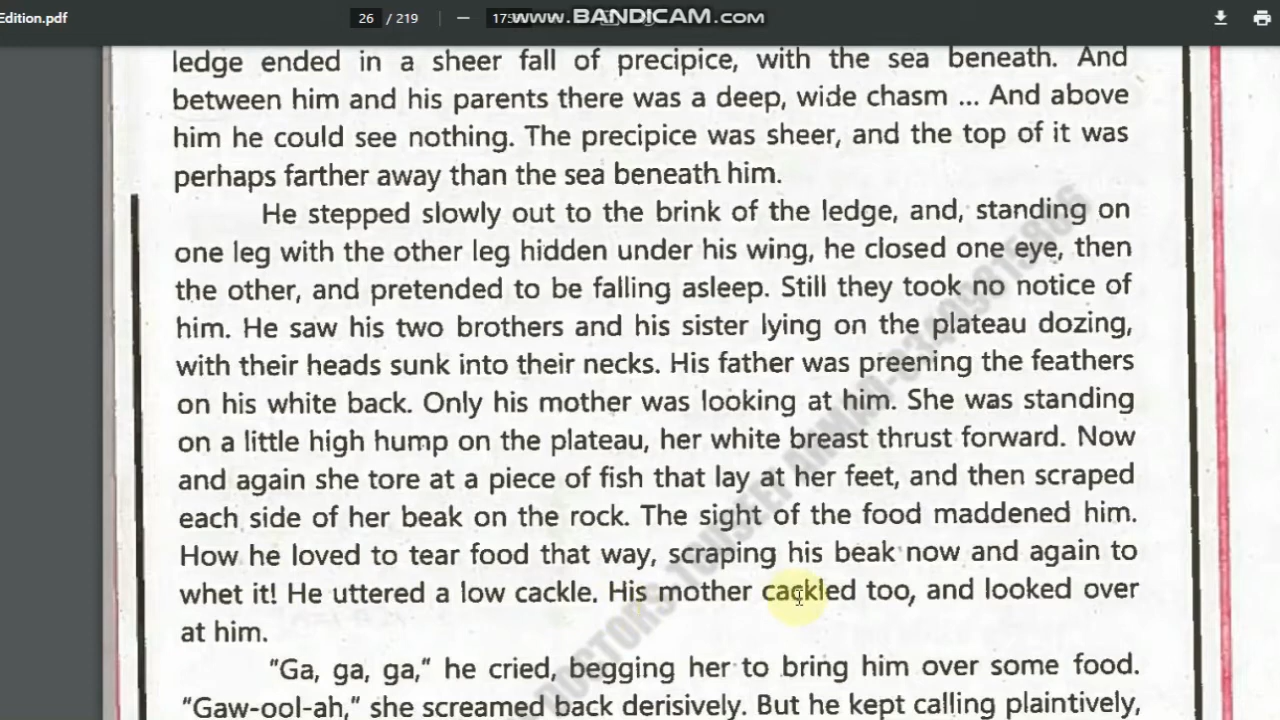 Edition.pdf
26 / 219
www.BANDICAM.com
ledge ended in a sheer fall of precipice, with the sea beneath. And
between him and his parents there was a deep, wide chasm ... And above
him he could see nothing. The precipice was sheer, and the top of it was
perhaps farther away than the sea beneath him.
He stepped slowly out to the brink of the ledge, and, standing on
one leg with the other leg hidden under his wing, he closed one eye, then
the other, and pretended to be falling asleep. Still they took no notice of
him. He saw his two brothers and his sister lying on the plateau dozing,
with their heads sunk into their necks. His father was preening the feathers
on his white back. Only his mother was looking at him. She was standing
on a little high hump on the plateau, her white breast thrust forward. Now
and again she tore at a piece of fish that lay at her feet, and then scraped
each side of her beak on the rock. The sight of the food maddened him.
How he loved to tear food that way, scraping his beak now and again to
whet it! He uttered a low cackle. His mother cackled too, and looked over
at him.
"Ga, ga, ga," he cried, begging her to bring him over some food.
"Gaw-ool-ah," she screamed back derisively. But he kept calling plaintively,